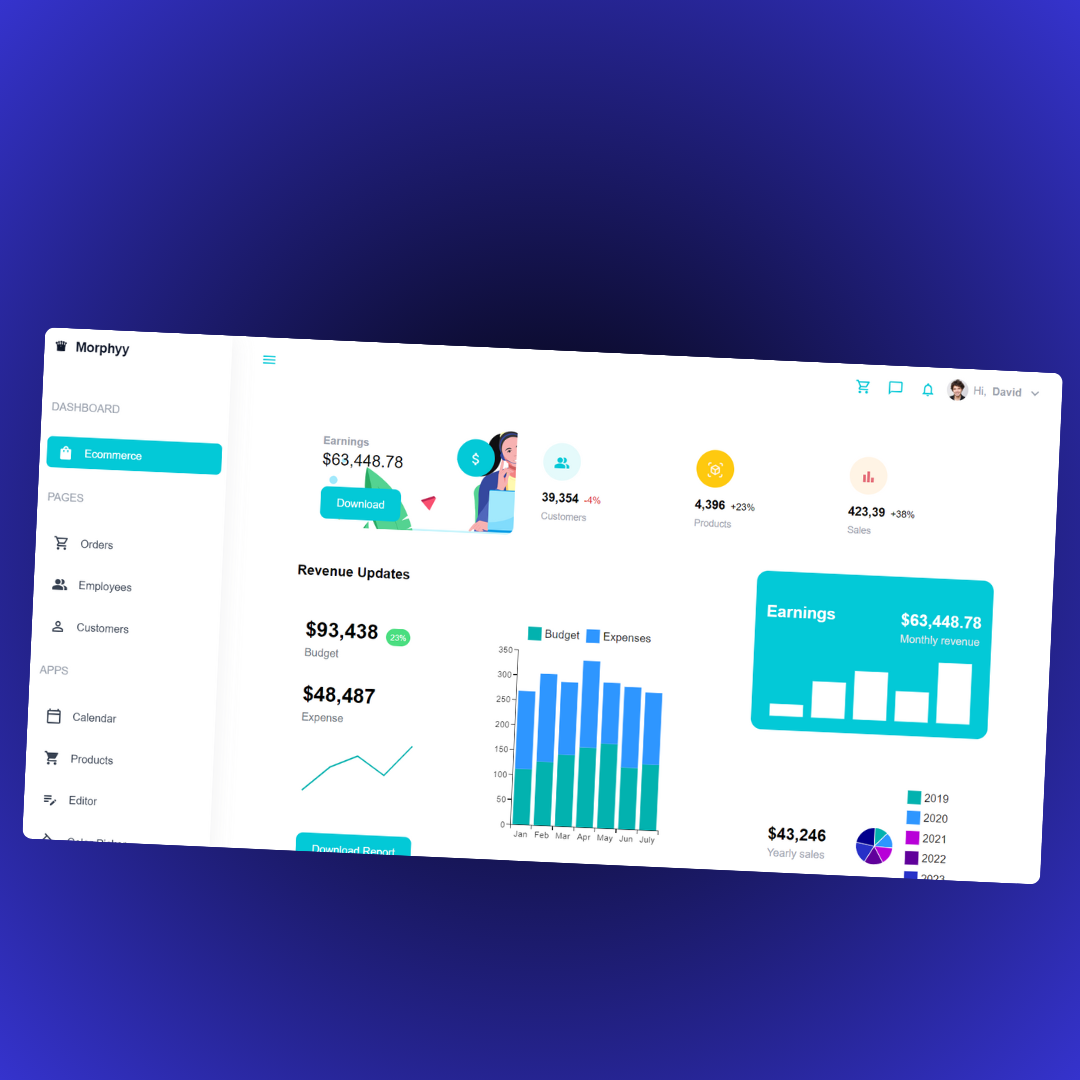 Morphyy
DASHBOARD
Ecommerce
PAGES
Orders
Employees
Customers
APPS
Calendar
Products
Editor
Hi, David
Earnings
$63,448.78
Download
$
39,354 -4%
Customers
4,396 +23%
Products
423,39 +38%
Sales
Revenue Updates
$93,438 23%
Budget
$48,487
Expense
Download Report
Budget Expenses
350
300
250
200
150
100
50
0
Jan Feb Mar Apr May Jun July
Earnings
$63,448.78
Monthly revenue
$43,246
Yearly sales
2019
2020
2021
2022
2023